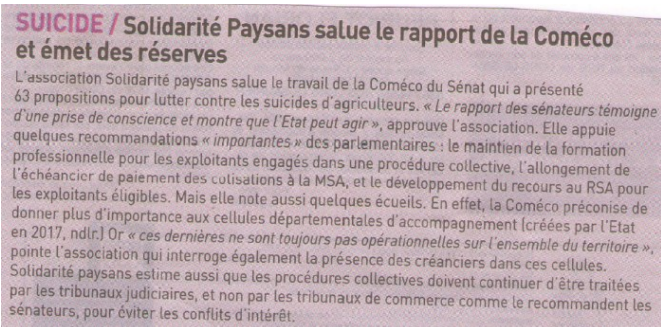 SUICIDE / Solidarité Paysans salue le rapport de la Coméco
et émet des réserves
L'association Solidarité paysans salue le travail de la Coméco du Sénat qui a présenté
63 propositions pour lutter contre les suicides d'agriculteurs. « Le rapport des sénateurs témoigne
d'une prise de conscience et montre que l'Etat peut agir », approuve l'association. Elle appuie
quelques recommandations « importantes » des parlementaires : le maintien de la formation
professionnelle pour les exploitants engagés dans une procédure collective, l'allongement de
l'échéancier de paiement des cotisations à la MSA, et le développement du recours au RSA pour
les exploitants éligibles. Mais elle note aussi quelques écueils. En effet, la Coméco préconise de
donner plus d'importance aux cellules départementales d'accompagnement (créées par l'Etat
en 2017, ndlr.) Or « ces dernières ne sont toujours pas opérationnelles sur l'ensemble du territoire »,
pointe l'association qui interroge également la présence des créanciers dans ces cellules.
Solidarité paysans estime aussi que les procédures collectives doivent continuer d'être traitées
par les tribunaux judiciaires, et non par les tribunaux de commerce comme le recommandent les
sénateurs, pour éviter les conflits d'intérêt.